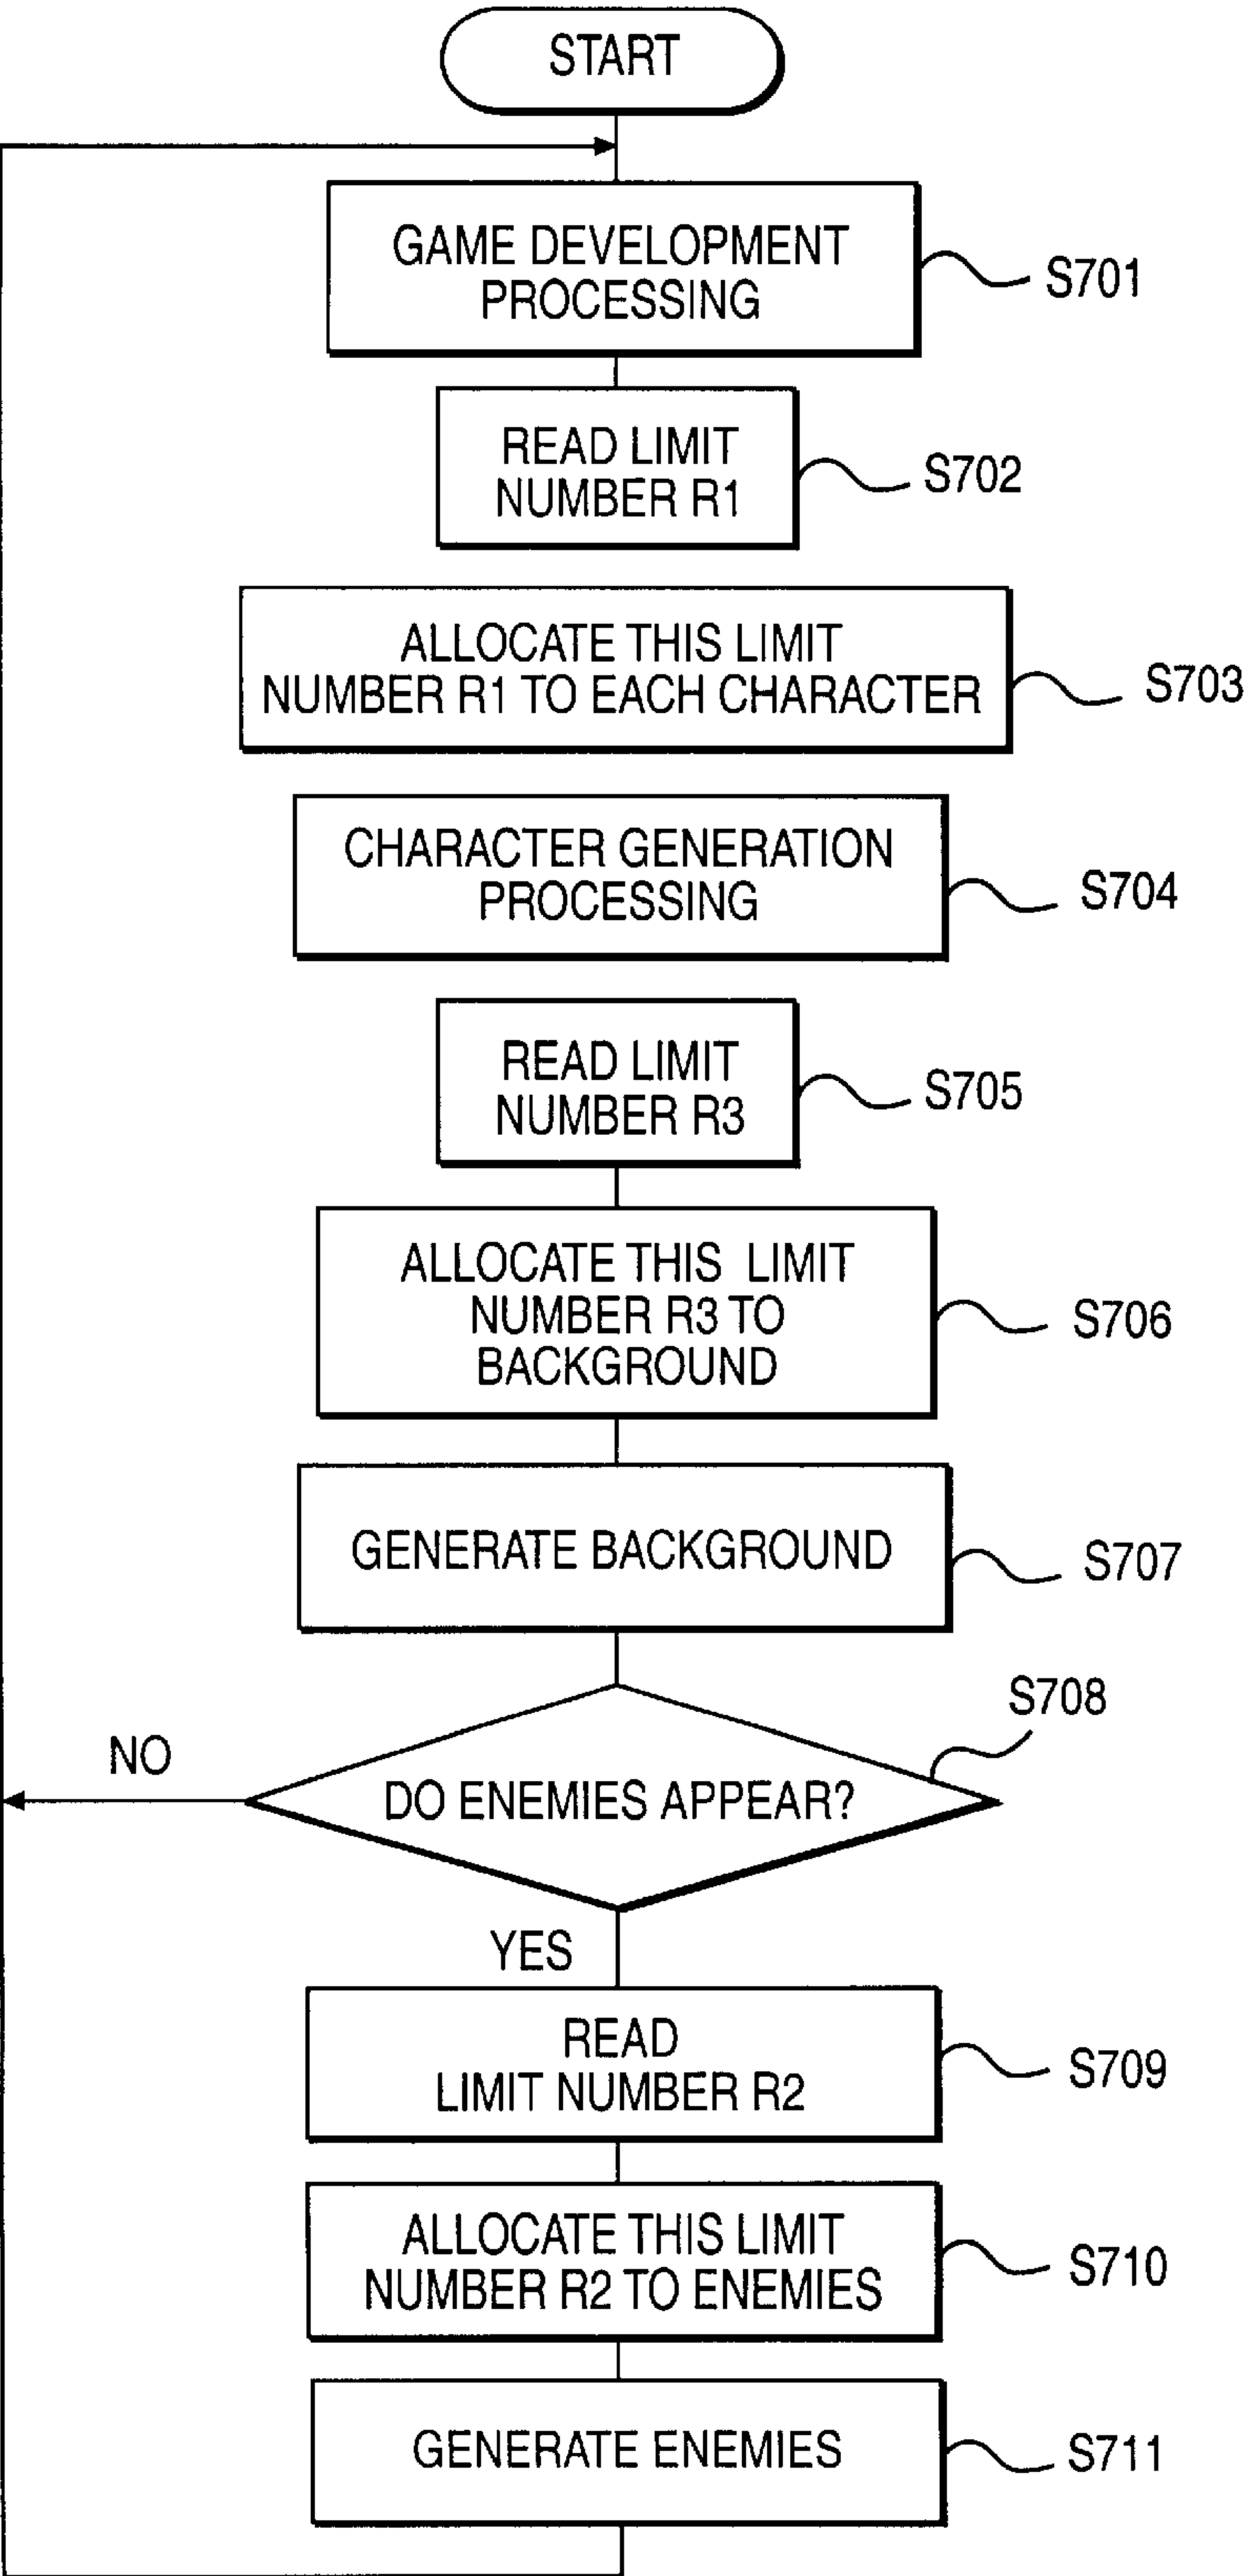 START
GAME DEVELOPMENT
PROCESSING
S701
READ LIMIT
NUMBER R1
S702
ALLOCATE THIS LIMIT
NUMBER R1 TO EACH CHARACTER
S703
CHARACTER GENERATION
PROCESSING
S704
READ LIMIT
NUMBER R3
S705
ALLOCATE THIS LIMIT
NUMBER R3 TO
BACKGROUND
S706
GENERATE BACKGROUND
S707
S708
NO
DO ENEMIES APPEAR?
YES
READ
LIMIT NUMBER R2
S709
ALLOCATE THIS LIMIT
NUMBER R2 TO ENEMIES
S710
GENERATE ENEMIES
S711